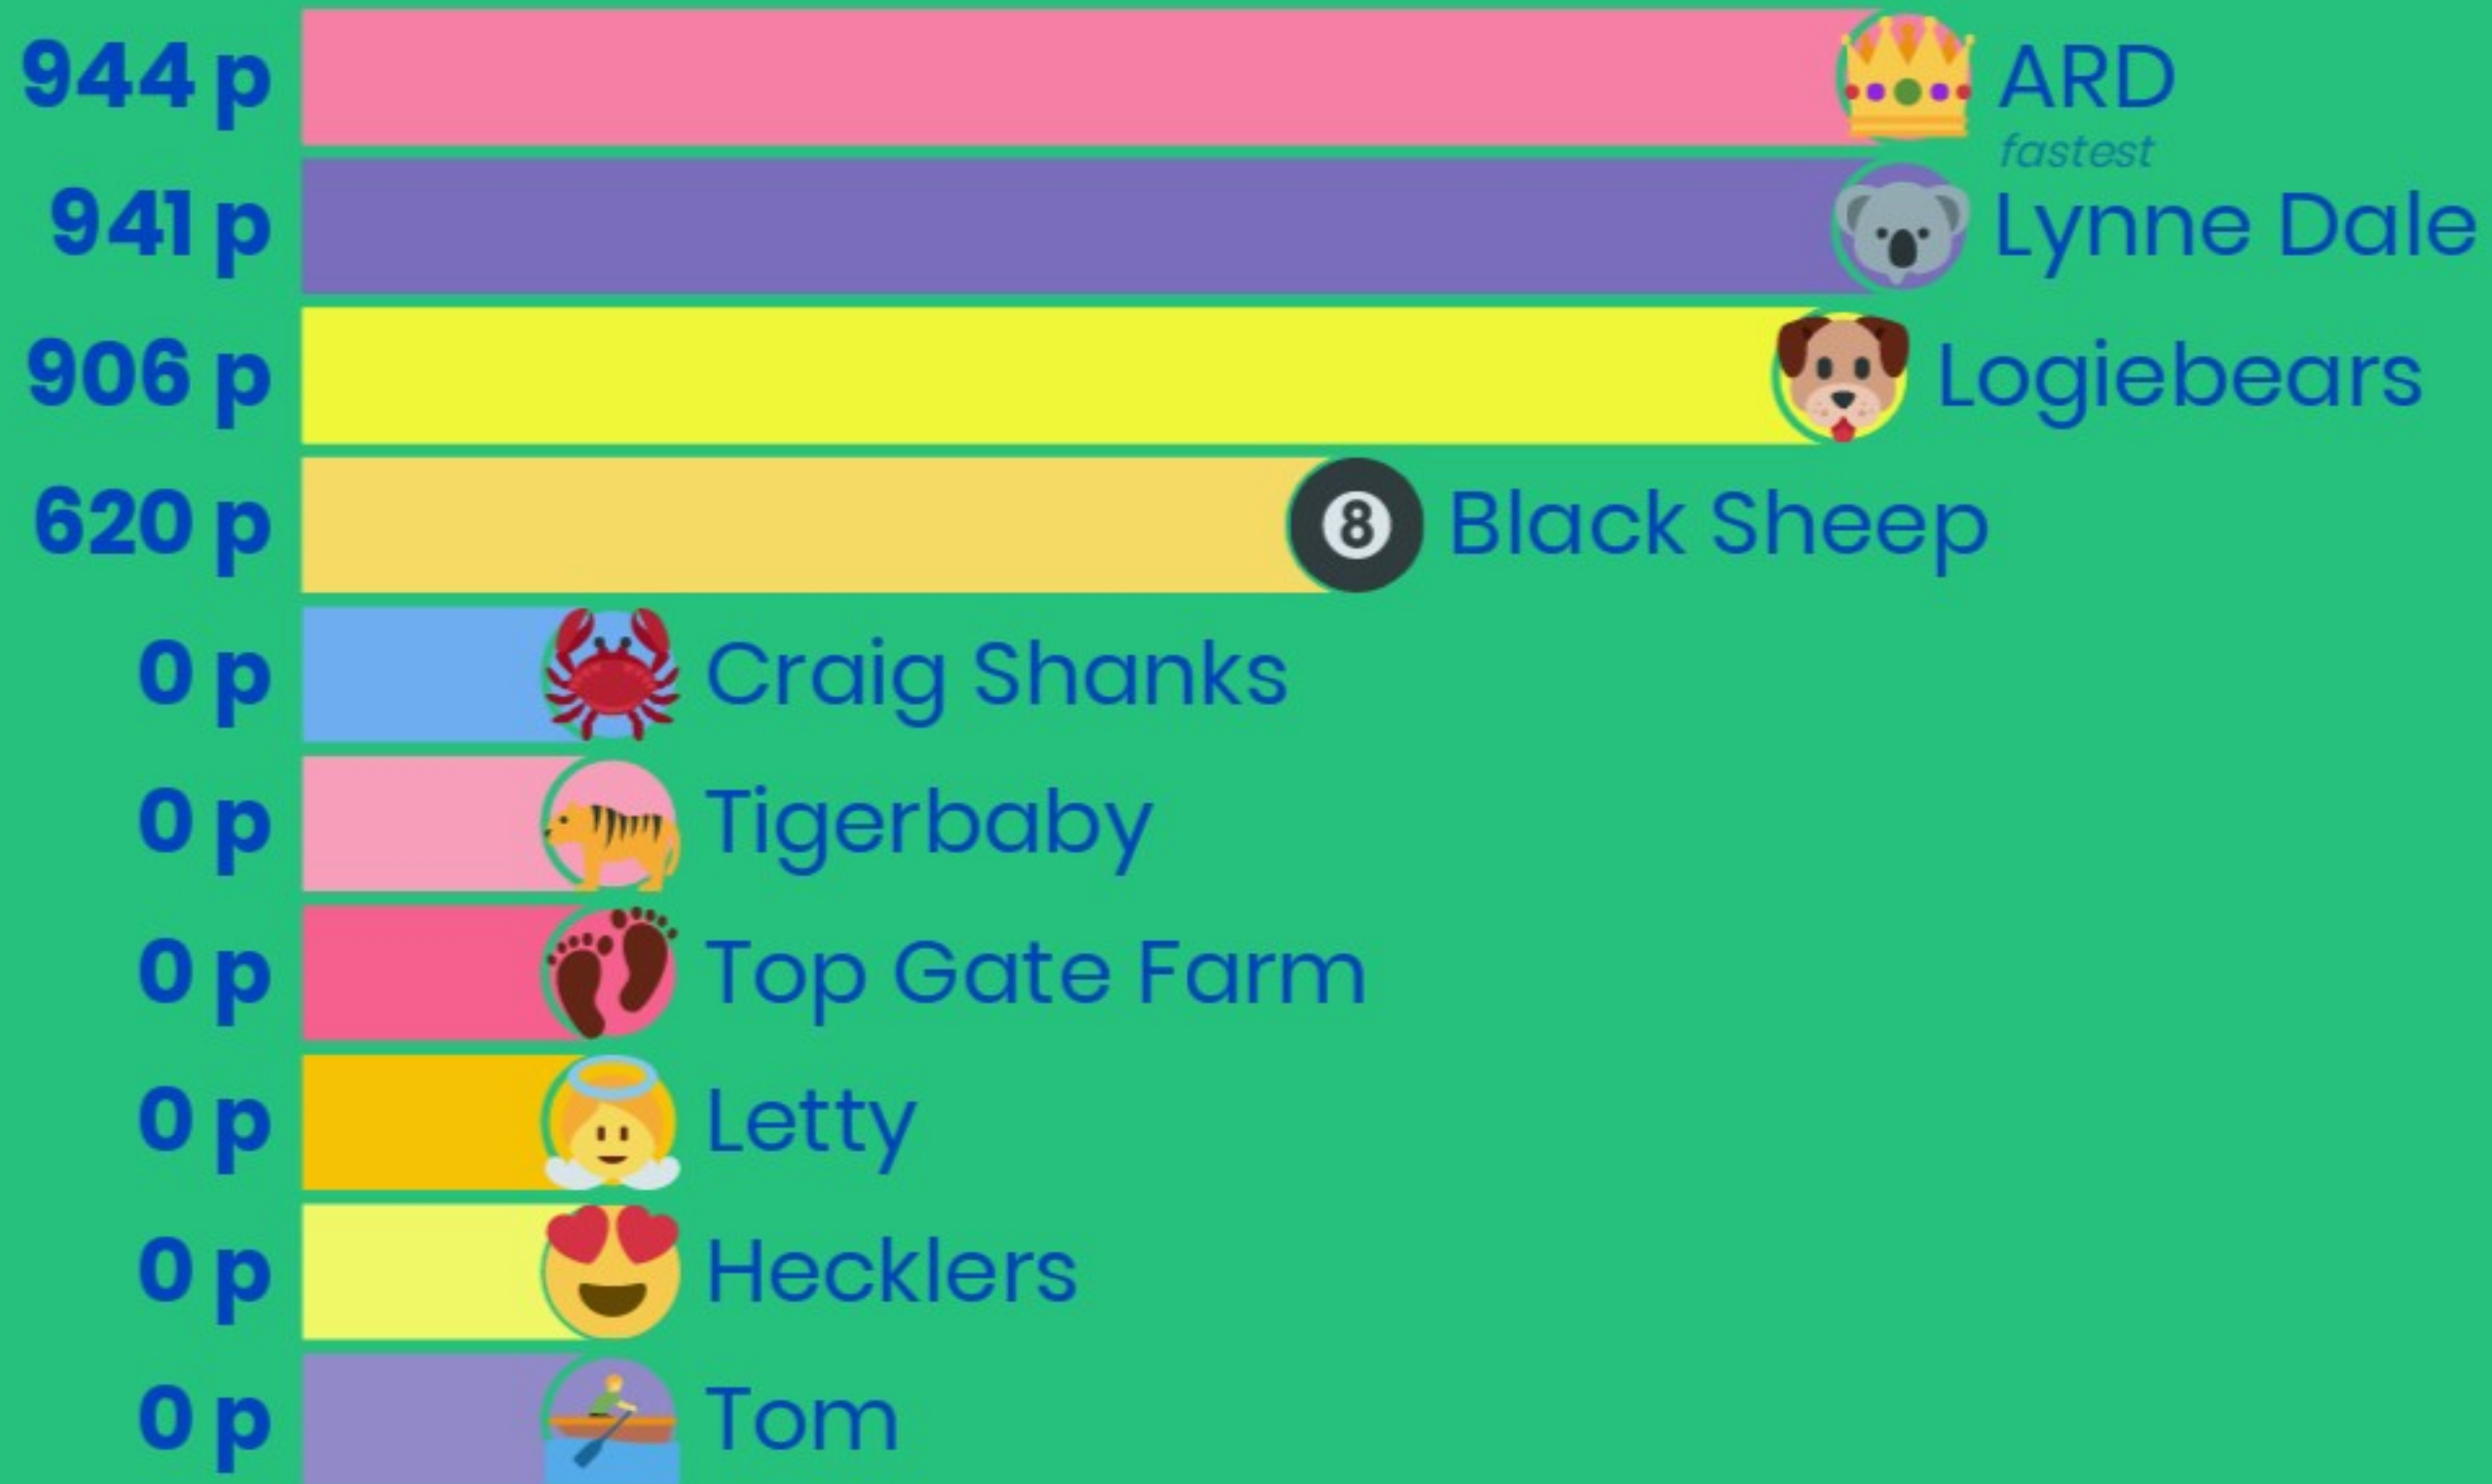 944 p ARD
fastest
941 p Lynne Dale
906 p Logiebears
620 p 8 Black Sheep
0 p Craig Shanks
0 p Tigerbaby
0 p Top Gate Farm
0 p Letty
0 p Hecklers
0 p Tom